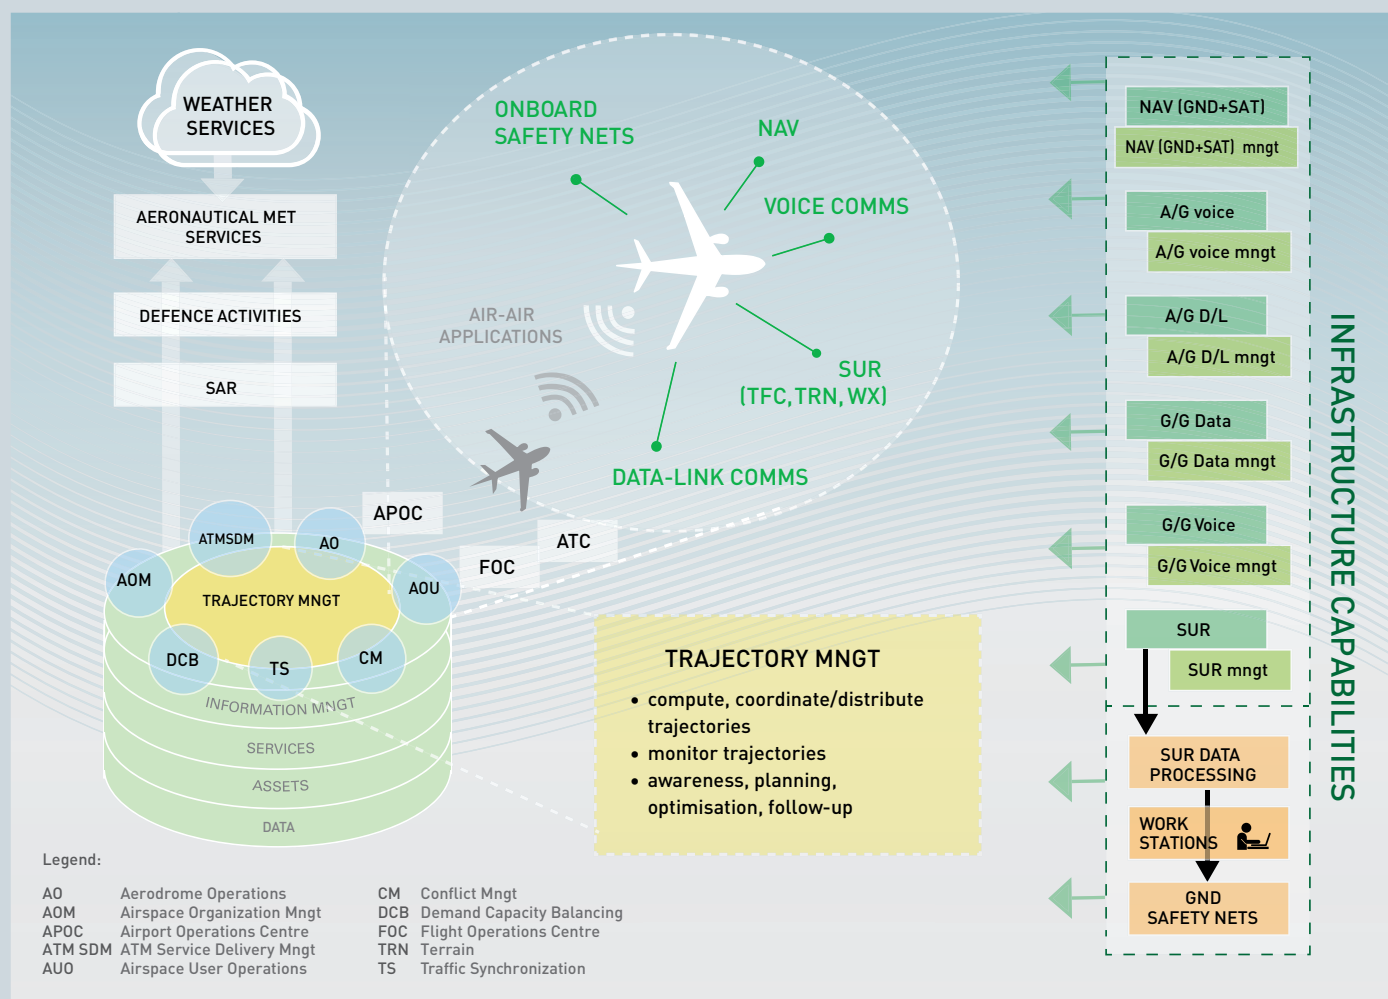 WEATHER
SERVICES
AERONAUTICAL MET
SERVICES
DEFENCE ACTIVITIES
SAR
ONBOARD
SAFETY NETS
NAV
VOICE COMMS
AIR-AIR
APPLICATIONS
SUR
(TFC, TRN, WX)
DATA-LINK COMMS
APOC
ATC
FOC
ATMSDM
AO
AOM
AOU
TRAJECTORY MNGT
DCB
TS
CM
INFORMATION MNGT
SERVICES
ASSETS
DATA
TRAJECTORY MNGT
• compute, coordinate/distribute
trajectories
• monitor trajectories
• awareness, planning,
optimisation, follow-up
NAV (GND+SAT)
NAV (GND+SAT) mngt
A/G voice
A/G voice mngt
A/G D/L
A/G D/L mngt
G/G Data
G/G Data mngt
G/G Voice
G/G Voice mngt
SUR
SUR mngt
SUR DATA
PROCESSING
WORK
STATIONS
GND
SAFETY NETS
INFRASTRUCTURE CAPABILITIES
Legend:
AO Aerodrome Operations
AOM Airspace Organization Mngt
APOC Airport Operations Centre
ATM SDM ATM Service Delivery Mngt
AUO Airspace User Operations
CM Conflict Mngt
DCB Demand Capacity Balancing
FOC Flight Operations Centre
TRN Terrain
TS Traffic Synchronization